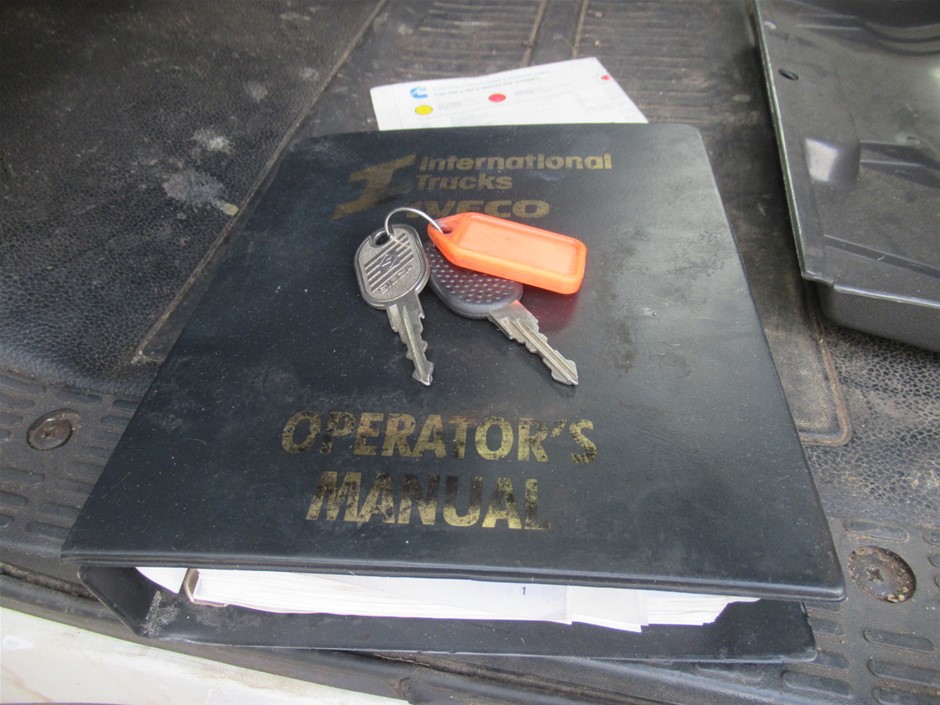 International
Trucks
IVECO
OPERATOR'S
MANUAL
1